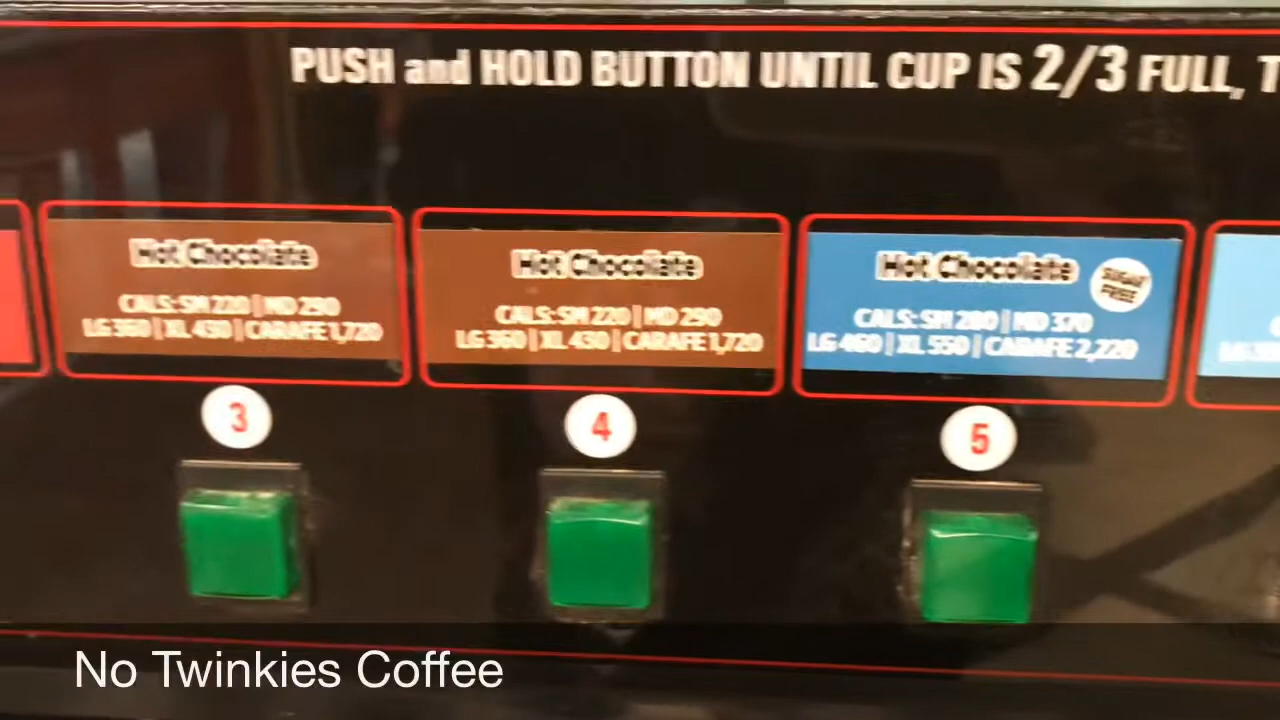 PUSH and HOLD BUTTON UNTIL CUP IS 2/3 FULL, T
Hot Chocolate
CALS: SM 220 | MD 290
LG 360 | XL 430 | CARAFE 1,720
3
Hot Chocolate
CALS: SM 220 | MD 290
LG 360 | XL 430 | CARAFE 1,720
4
Hot Chocolate
SUGAR
FREE
CALS: SM 280 | MD 370
LG 460 | XL 550 | CARAFE 2,220
5
No Twinkies Coffee